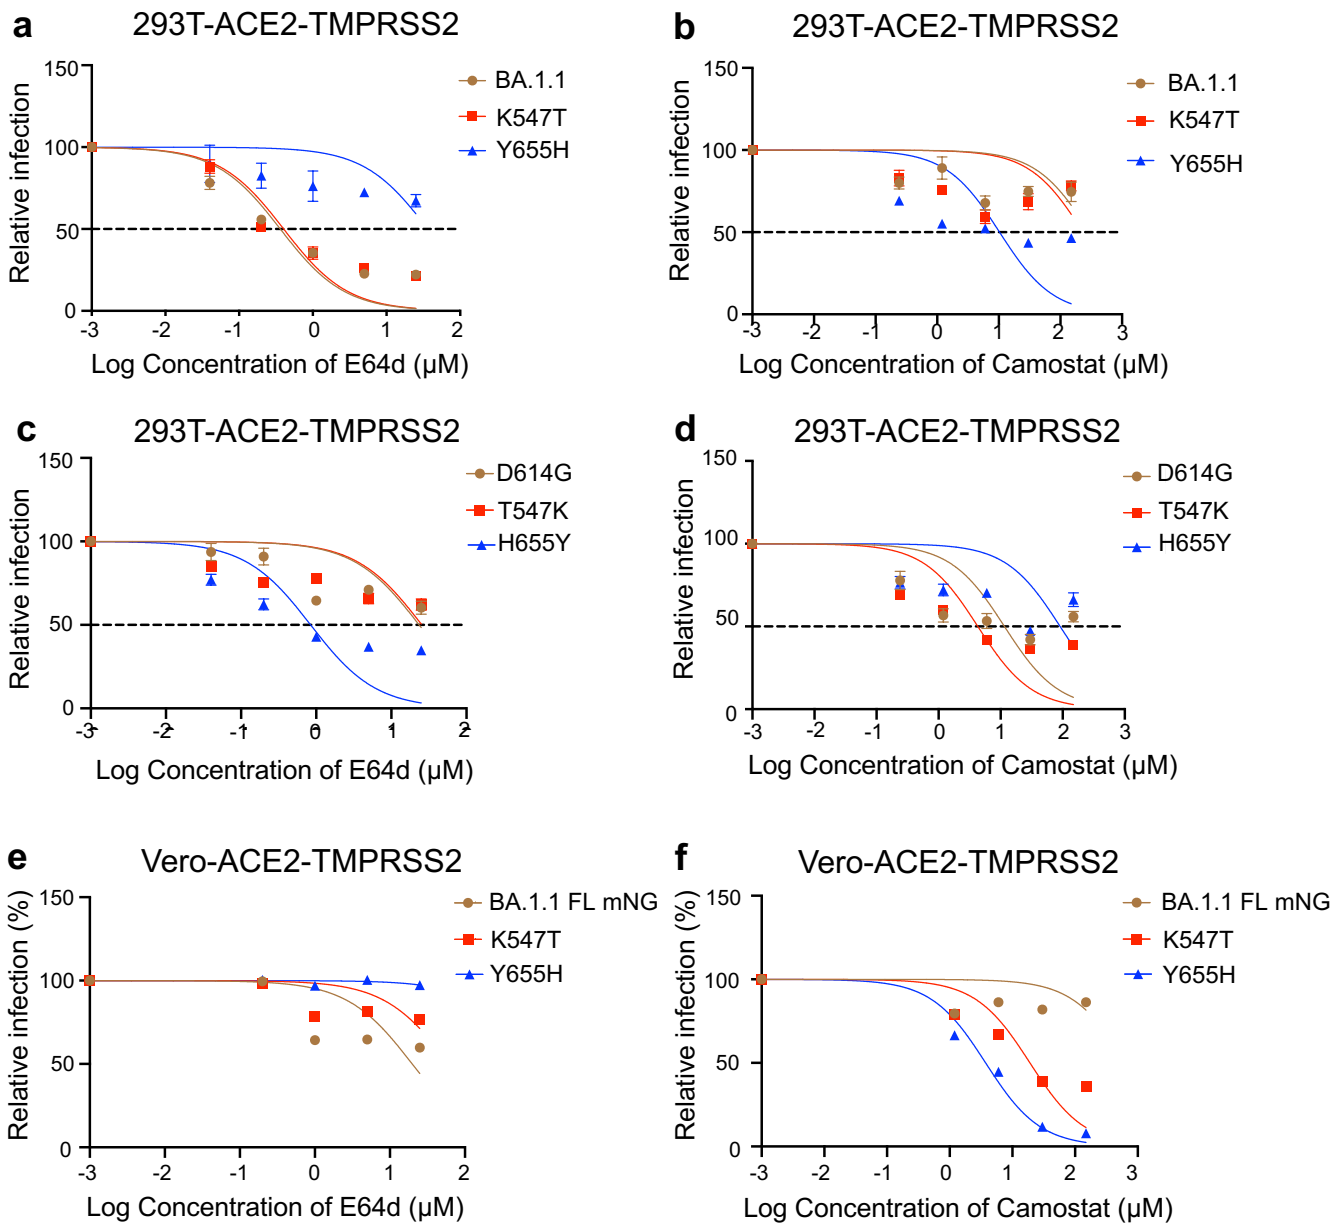 a
293T-ACE2-TMPRSS2
150
100
50
0
-3
-2
-1
0
1
2
Relative infection
Log Concentration of E64d (µM)
BA.1.1
K547T
Y655H
b
293T-ACE2-TMPRSS2
150
100
50
0
-3
-2
-1
0
1
2
3
Relative infection
Log Concentration of Camostat (µM)
BA.1.1
K547T
Y655H
c
293T-ACE2-TMPRSS2
150
100
50
0
-3
-2
-1
0
1
2
Relative infection
Log Concentration of E64d (µM)
D614G
T547K
H655Y
d
293T-ACE2-TMPRSS2
150
100
50
0
-3
-2
-1
0
1
2
3
Relative infection
Log Concentration of Camostat (µM)
D614G
T547K
H655Y
e
Vero-ACE2-TMPRSS2
150
100
50
0
-3
-2
-1
0
1
2
Relative infection (%)
Log Concentration of E64d (µM)
BA.1.1 FL mNG
K547T
Y655H
f
Vero-ACE2-TMPRSS2
150
100
50
0
-3
-2
-1
0
1
2
3
Relative infection (%)
Log Concentration of Camostat (µM)
BA.1.1 FL mNG
K547T
Y655H